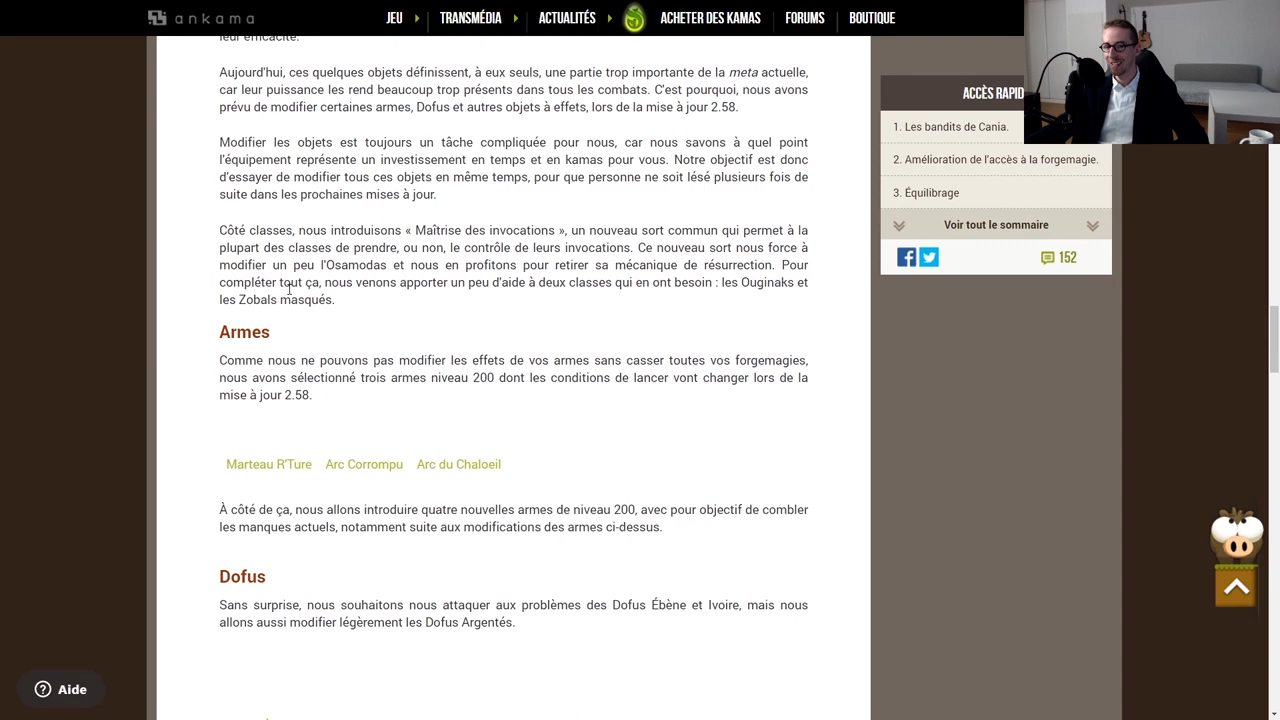 ankama
JEU
TRANSMÉDIA
ACTUALITÉS
ACHETER DES KAMAS
FORUMS
BOUTIQUE
leur efficacité.
Aujourd'hui, ces quelques objets définissent, à eux seuls, une partie trop importante de la meta actuelle,
car leur puissance les rend beaucoup trop présents dans tous les combats. C'est pourquoi, nous avons
prévu de modifier certaines armes, Dofus et autres objets à effets, lors de la mise à jour 2.58.
Modifier les objets est toujours un tâche compliquée pour nous, car nous savons à quel point
l'équipement représente un investissement en temps et en kamas pour vous. Notre objectif est donc
d'essayer de modifier tous ces objets en même temps, pour que personne ne soit lésé plusieurs fois de
suite dans les prochaines mises à jour.
Côté classes, nous introduisons « Maîtrise des invocations », un nouveau sort commun qui permet à la
plupart des classes de prendre, ou non, le contrôle de leurs invocations. Ce nouveau sort nous force à
modifier un peu l'Osamodas et nous en profitons pour retirer sa mécanique de résurrection. Pour
compléter tout ça, nous venons apporter un peu d'aide à deux classes qui en ont besoin : les Ouginaks et
les Zobals masqués.
Armes
Comme nous ne pouvons pas modifier les effets de vos armes sans casser toutes vos forgemagies,
nous avons sélectionné trois armes niveau 200 dont les conditions de lancer vont changer lors de la
mise à jour 2.58.
Marteau R'Ture
Arc Corrompu
Arc du Chaloeil
À côté de ça, nous allons introduire quatre nouvelles armes de niveau 200, avec pour objectif de combler
les manques actuels, notamment suite aux modifications des armes ci-dessus.
Dofus
Sans surprise, nous souhaitons nous attaquer aux problèmes des Dofus Ébène et Ivoire, mais nous
allons aussi modifier légèrement les Dofus Argentés.
ACCÈS RAPID
1. Les bandits de Cania.
2. Amélioration de l'accès à la forgemagie.
3. Équilibrage
Voir tout le sommaire
152
Aide